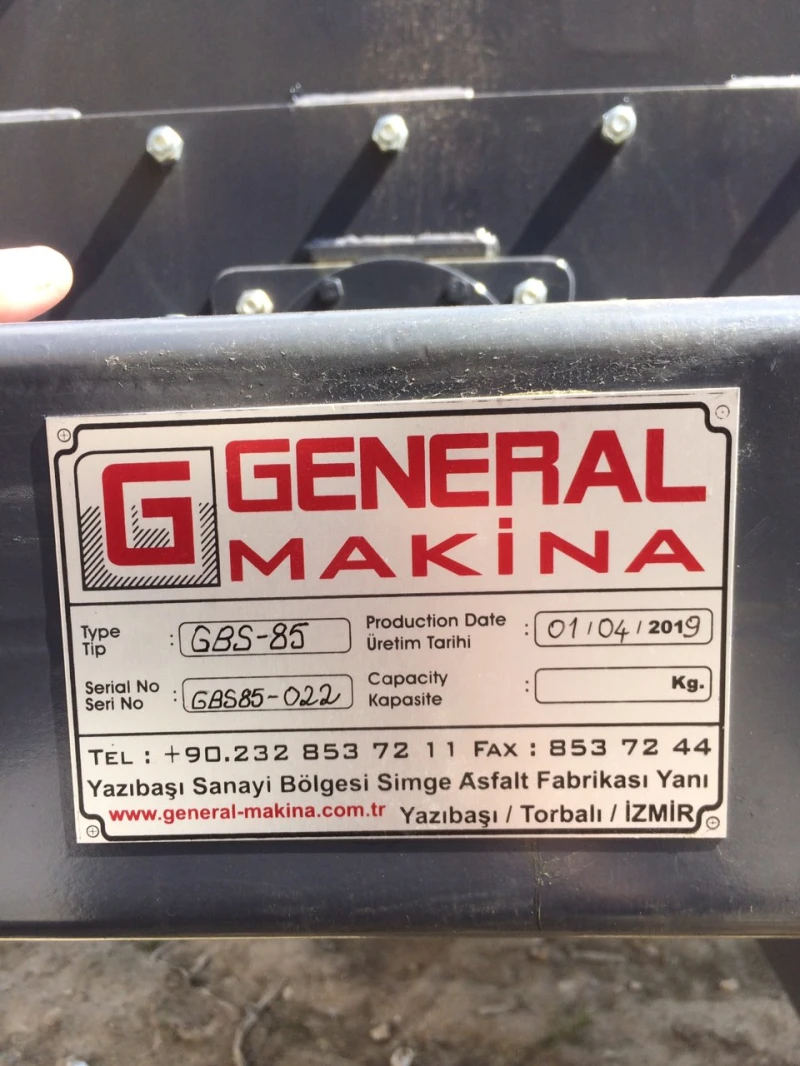 G GENERAL
MAKİNA
Type
Tip : GBS-85
Production Date
Üretim Tarihi : 01/04/2019
Serial No
Seri No : GBS85-022
Capacity
Kapasite : Kg.
TEL : +90.232 853 72 11 FAX : 853 72 44
Yazıbaşı Sanayi Bölgesi Simge Asfalt Fabrikası Yanı
www.general-makina.com.tr Yazıbaşı / Torbalı / İZMİR